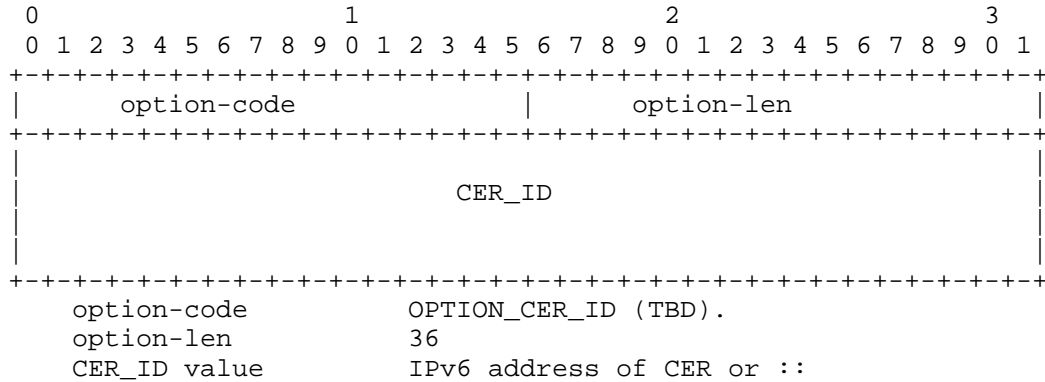 0                   1                   2                   3
 0 1 2 3 4 5 6 7 8 9 0 1 2 3 4 5 6 7 8 9 0 1 2 3 4 5 6 7 8 9 0 1
+-+-+-+-+-+-+-+-+-+-+-+-+-+-+-+-+-+-+-+-+-+-+-+-+-+-+-+-+-+-+-+-+
|      option-code              |      option-len               |
+-+-+-+-+-+-+-+-+-+-+-+-+-+-+-+-+-+-+-+-+-+-+-+-+-+-+-+-+-+-+-+-+
|                                                               |
|                           CER_ID                              |
|                                                               |
|                                                               |
+-+-+-+-+-+-+-+-+-+-+-+-+-+-+-+-+-+-+-+-+-+-+-+-+-+-+-+-+-+-+-+-+
    option-code          OPTION_CER_ID (TBD).
    option-len           36
    CER_ID value         IPv6 address of CER or ::